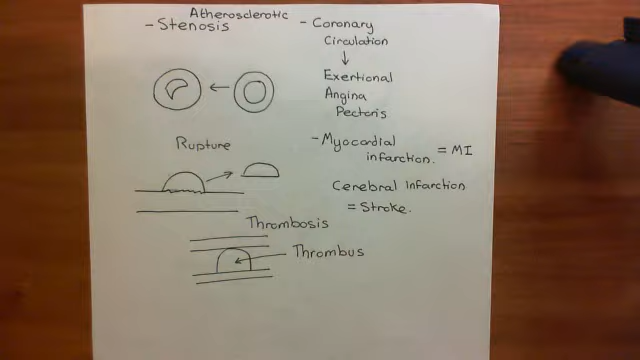 Atherosclerotic
- Stenosis
- Coronary
Circulation
Exertional
Angina
Pectoris
Rupture
- Myocardial
infarction. = MI
Cerebral Infarction
= Stroke.
Thrombosis
Thrombus